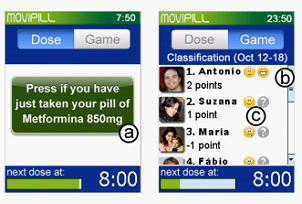 MOVIPILL 7:50
Dose Game
Press if you have
just taken your pill of
Metformina 850mg
a
next dose at:
8:00
MOVIPILL 23:50
Dose Game
Classification (Oct 12-18)
b
1. Antonio
2 points
2. Suzana ?
1 point
c
3. Maria ?
-1 point
4. Fábio
next dose at:
8:00